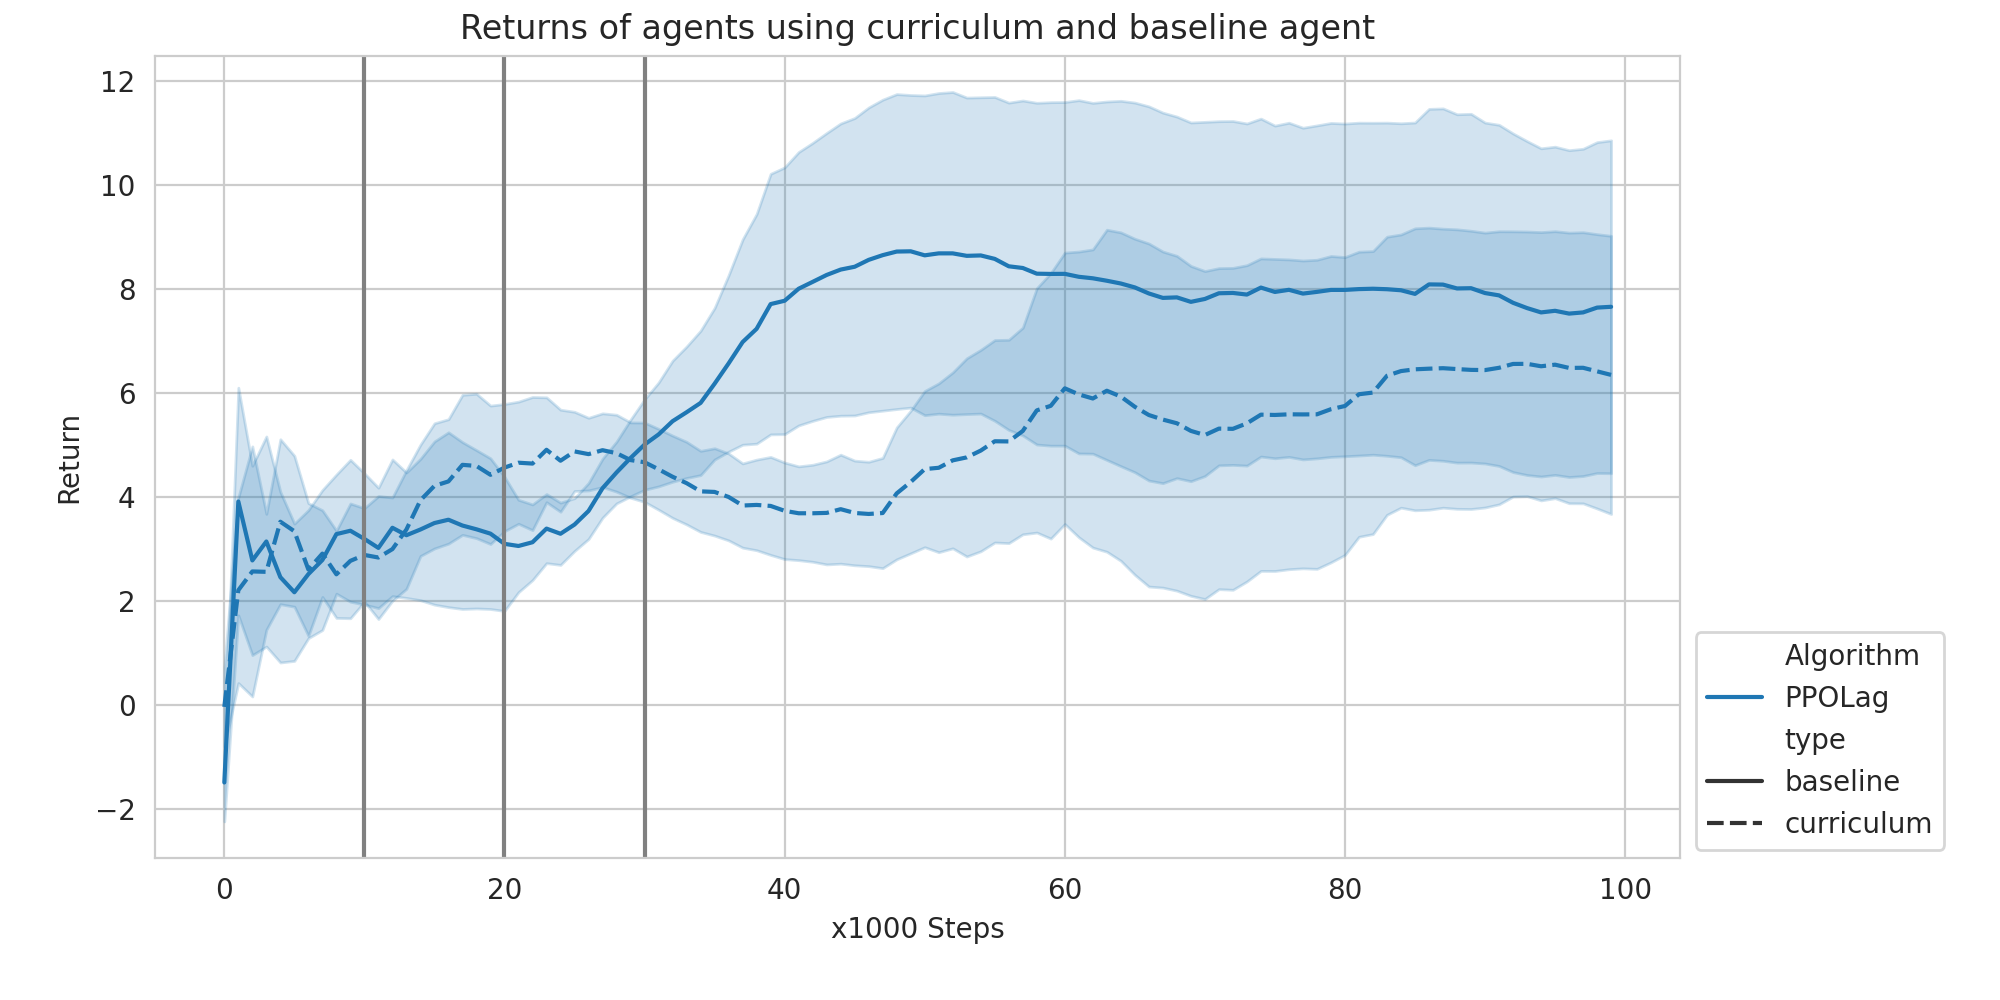 Returns of agents using curriculum and baseline agent
12
10
8
6
4
2
0
−2
Return
0 20 40 60 80 100
x1000 Steps
Algorithm
PPOLag
type
baseline
curriculum